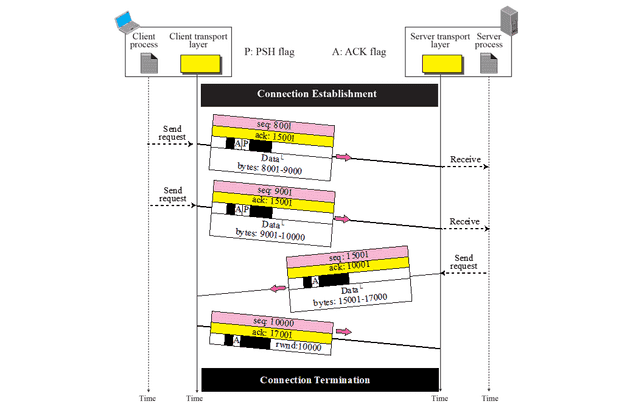 Client process
Client transport layer
P: PSH flag
A: ACK flag
Server transport layer
Server process
Connection Establishment
Send request
seq: 8001
ack: 15001
A P
Data
bytes: 8001-9000
Receive
Send request
seq: 9001
ack: 15001
A P
Data
bytes: 9001-10000
Receive
seq: 15001
ack: 10001
A
Data
bytes: 15001-17000
Send request
seq: 10000
ack: 17001
A
rwnd:10000
Connection Termination
Time
Time
Time
Time